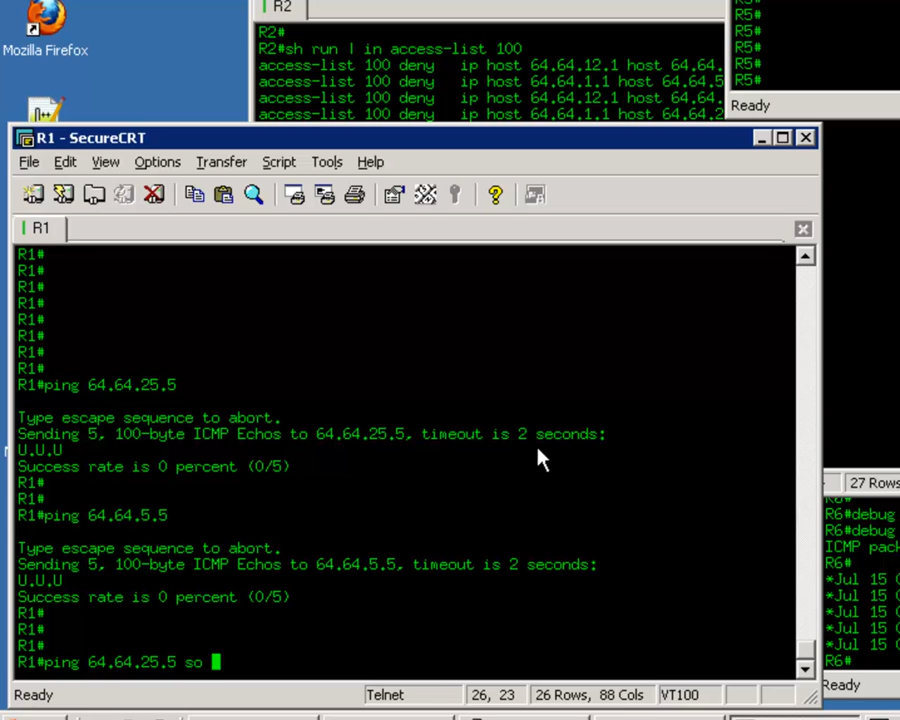 Mozilla Firefox
R2
R2#
R2#sh run | in access-list 100
access-list 100 deny ip host 64.64.12.1 host 64.64.
access-list 100 deny ip host 64.64.1.1 host 64.64.5
access-list 100 deny ip host 64.64.12.1 host 64.64.
access-list 100 deny ip host 64.64.1.1 host 64.64.2
R5#
R5#
R5#
R5#
R5#
Ready
R1 - SecureCRT
File Edit View Options Transfer Script Tools Help
R1
R1#
R1#
R1#
R1#
R1#
R1#
R1#
R1#
R1#ping 64.64.25.5
Type escape sequence to abort.
Sending 5, 100-byte ICMP Echos to 64.64.25.5, timeout is 2 seconds:
U.U.U
Success rate is 0 percent (0/5)
R1#
R1#
R1#ping 64.64.5.5
Type escape sequence to abort.
Sending 5, 100-byte ICMP Echos to 64.64.5.5, timeout is 2 seconds:
U.U.U
Success rate is 0 percent (0/5)
R1#
R1#
R1#
R1#ping 64.64.25.5 so
Ready Telnet 26, 23 26 Rows, 88 Cols VT100
27 Rows
R6#debug
R6#debug
ICMP pac
R6#
*Jul 15
*Jul 15
*Jul 15
*Jul 15
R6#
Ready